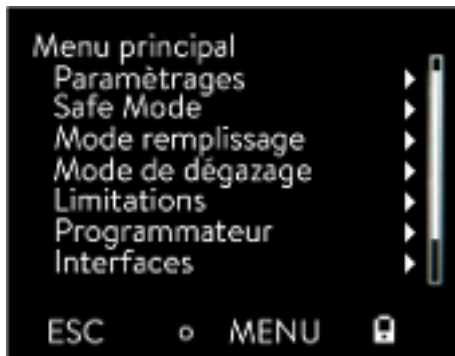 Menu principal
Paramètrages
Safe Mode
Mode remplissage
Mode de dégazage
Limitations
Programmateur
Interfaces
ESC MENU